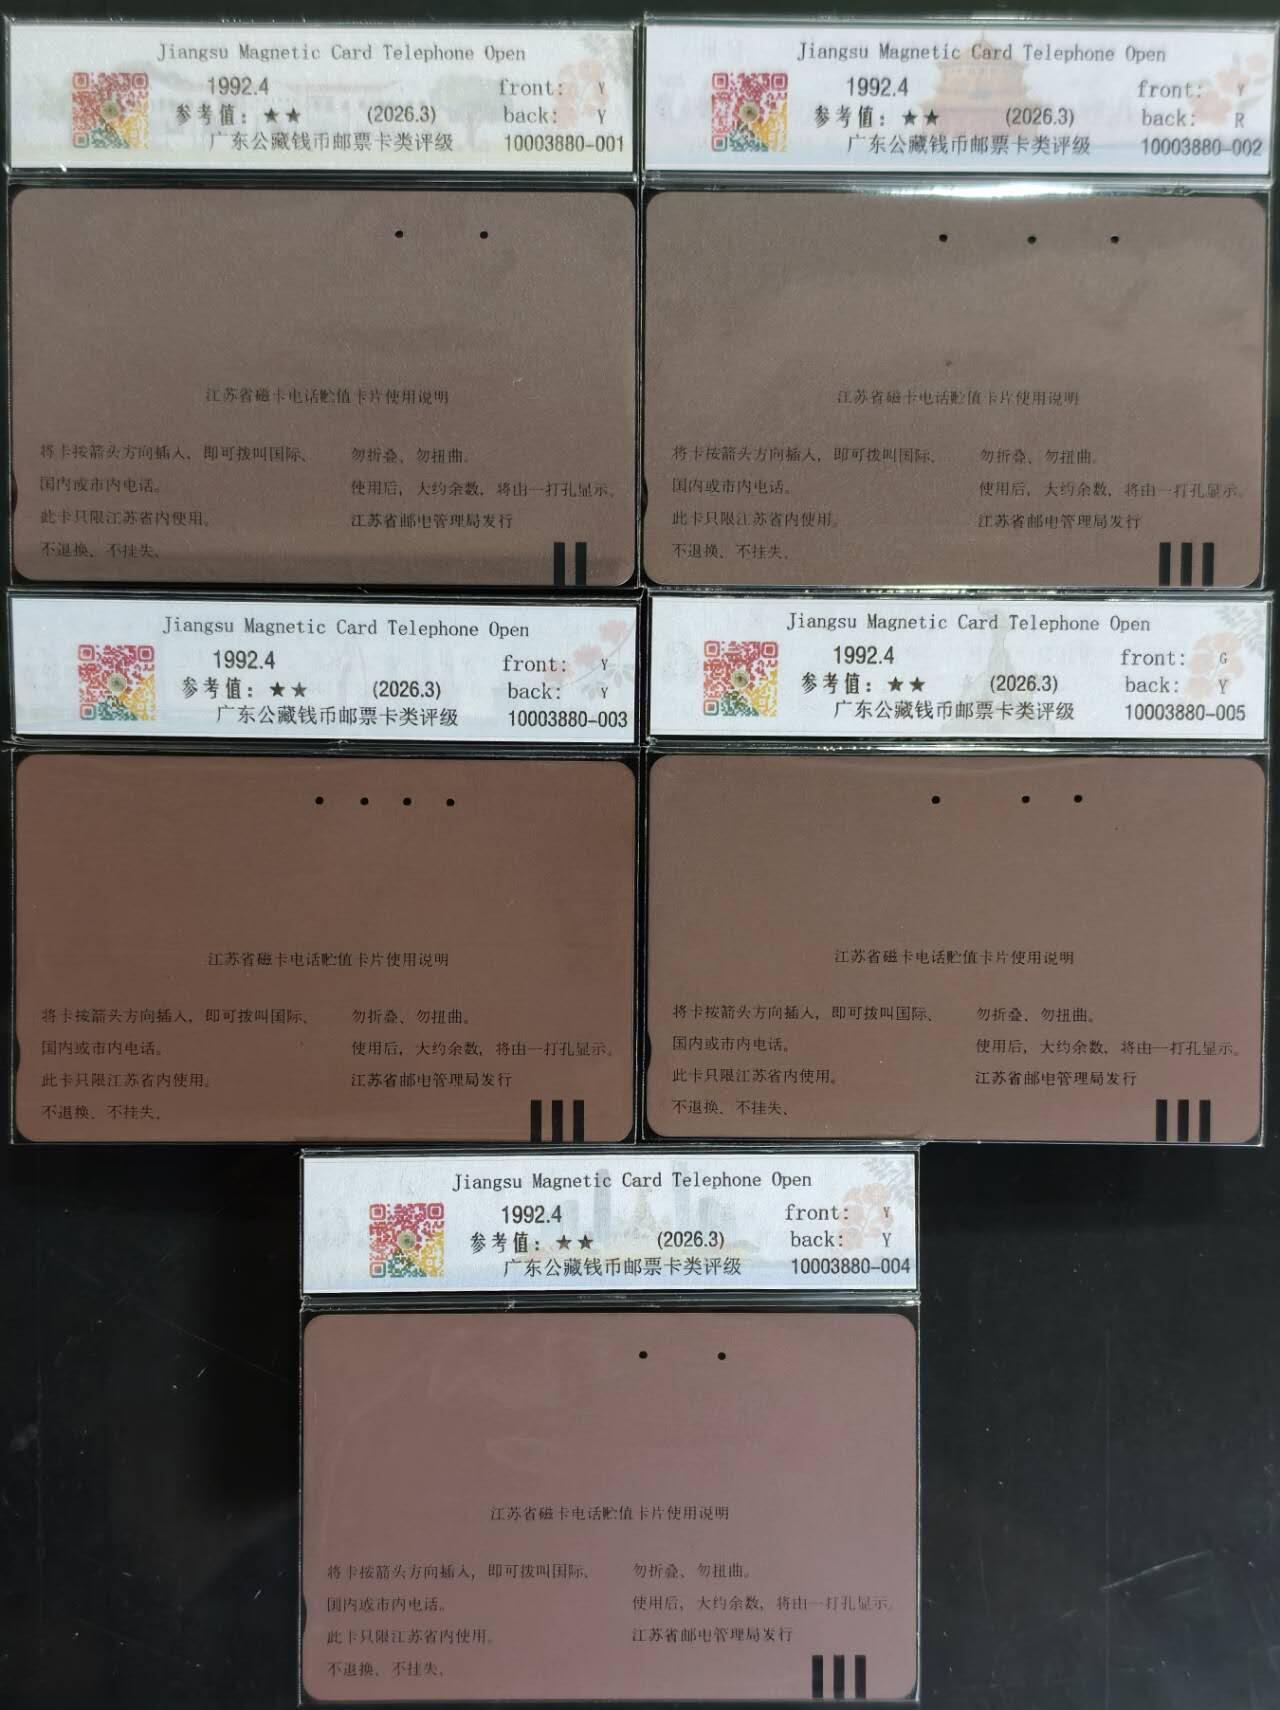 Jiangsu Magnetic Card Telephone Open
1992.4 front: Y
参考值：★★ (2026.3) back: Y
广东公藏钱币邮票卡类评级 10003880-001
江苏省磁卡电话贮值卡片使用说明
将卡按箭头方向插入，即可拨叫国际、
国内或市内电话。
此卡只限江苏省内使用。
不退换、不挂失、
勿折叠、勿扭曲。
使用后，大约余数，将由一打孔显示。
江苏省邮电管理局发行
Jiangsu Magnetic Card Telephone Open
1992.4 front: Y
参考值：★★ (2026.3) back: R
广东公藏钱币邮票卡类评级 10003880-002
江苏省磁卡电话贮值卡片使用说明
将卡按箭头方向插入，即可拨叫国际、
国内或市内电话。
此卡只限江苏省内使用。
不退换、不挂失、
勿折叠、勿扭曲。
使用后，大约余数，将由一打孔显示。
江苏省邮电管理局发行
Jiangsu Magnetic Card Telephone Open
1992.4 front: Y
参考值：★★ (2026.3) back: Y
广东公藏钱币邮票卡类评级 10003880-003
江苏省磁卡电话贮值卡片使用说明
将卡按箭头方向插入，即可拨叫国际、
国内或市内电话。
此卡只限江苏省内使用。
不退换、不挂失、
勿折叠、勿扭曲。
使用后，大约余数，将由一打孔显示。
江苏省邮电管理局发行
Jiangsu Magnetic Card Telephone Open
1992.4 front: G
参考值：★★ (2026.3) back: Y
广东公藏钱币邮票卡类评级 10003880-005
江苏省磁卡电话贮值卡片使用说明
将卡按箭头方向插入，即可拨叫国际、
国内或市内电话。
此卡只限江苏省内使用。
不退换、不挂失、
勿折叠、勿扭曲。
使用后，大约余数，将由一打孔显示。
江苏省邮电管理局发行
Jiangsu Magnetic Card Telephone Open
1992.4 front: Y
参考值：★★ (2026.3) back: Y
广东公藏钱币邮票卡类评级 10003880-004
江苏省磁卡电话贮值卡片使用说明
将卡按箭头方向插入，即可拨叫国际、
国内或市内电话。
此卡只限江苏省内使用。
不退换、不挂失、
勿折叠、勿扭曲。
使用后，大约余数，将由一打孔显示。
江苏省邮电管理局发行